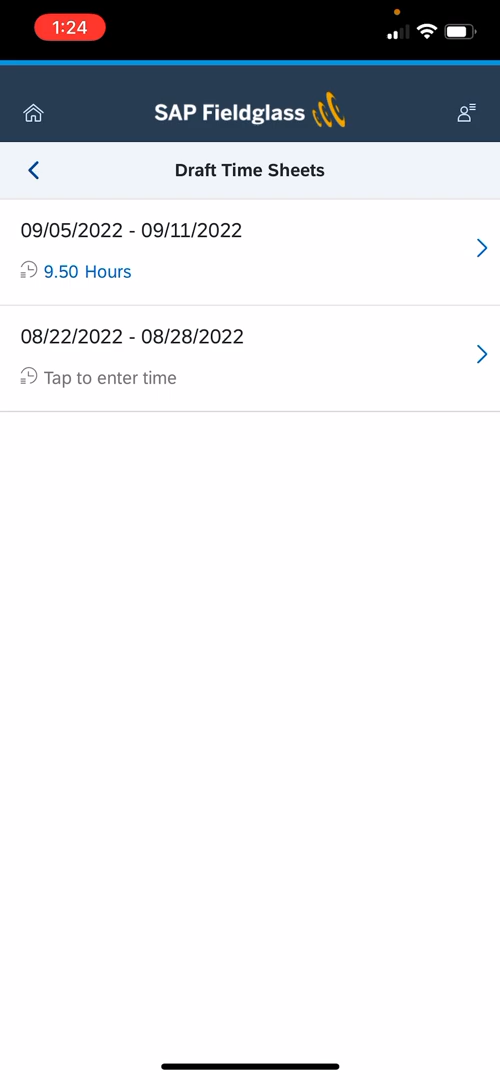 1:24
SAP Fieldglass
Draft Time Sheets
09/05/2022 - 09/11/2022
9.50 Hours
08/22/2022 - 08/28/2022
Tap to enter time